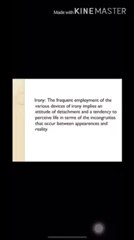 Made with KINEMASTER
Irony: The frequent employment of the
various devices of irony implies an
attitude of detachment and a tendency to
perceive life in terms of the incongruities
that occur between appearances and
reality.